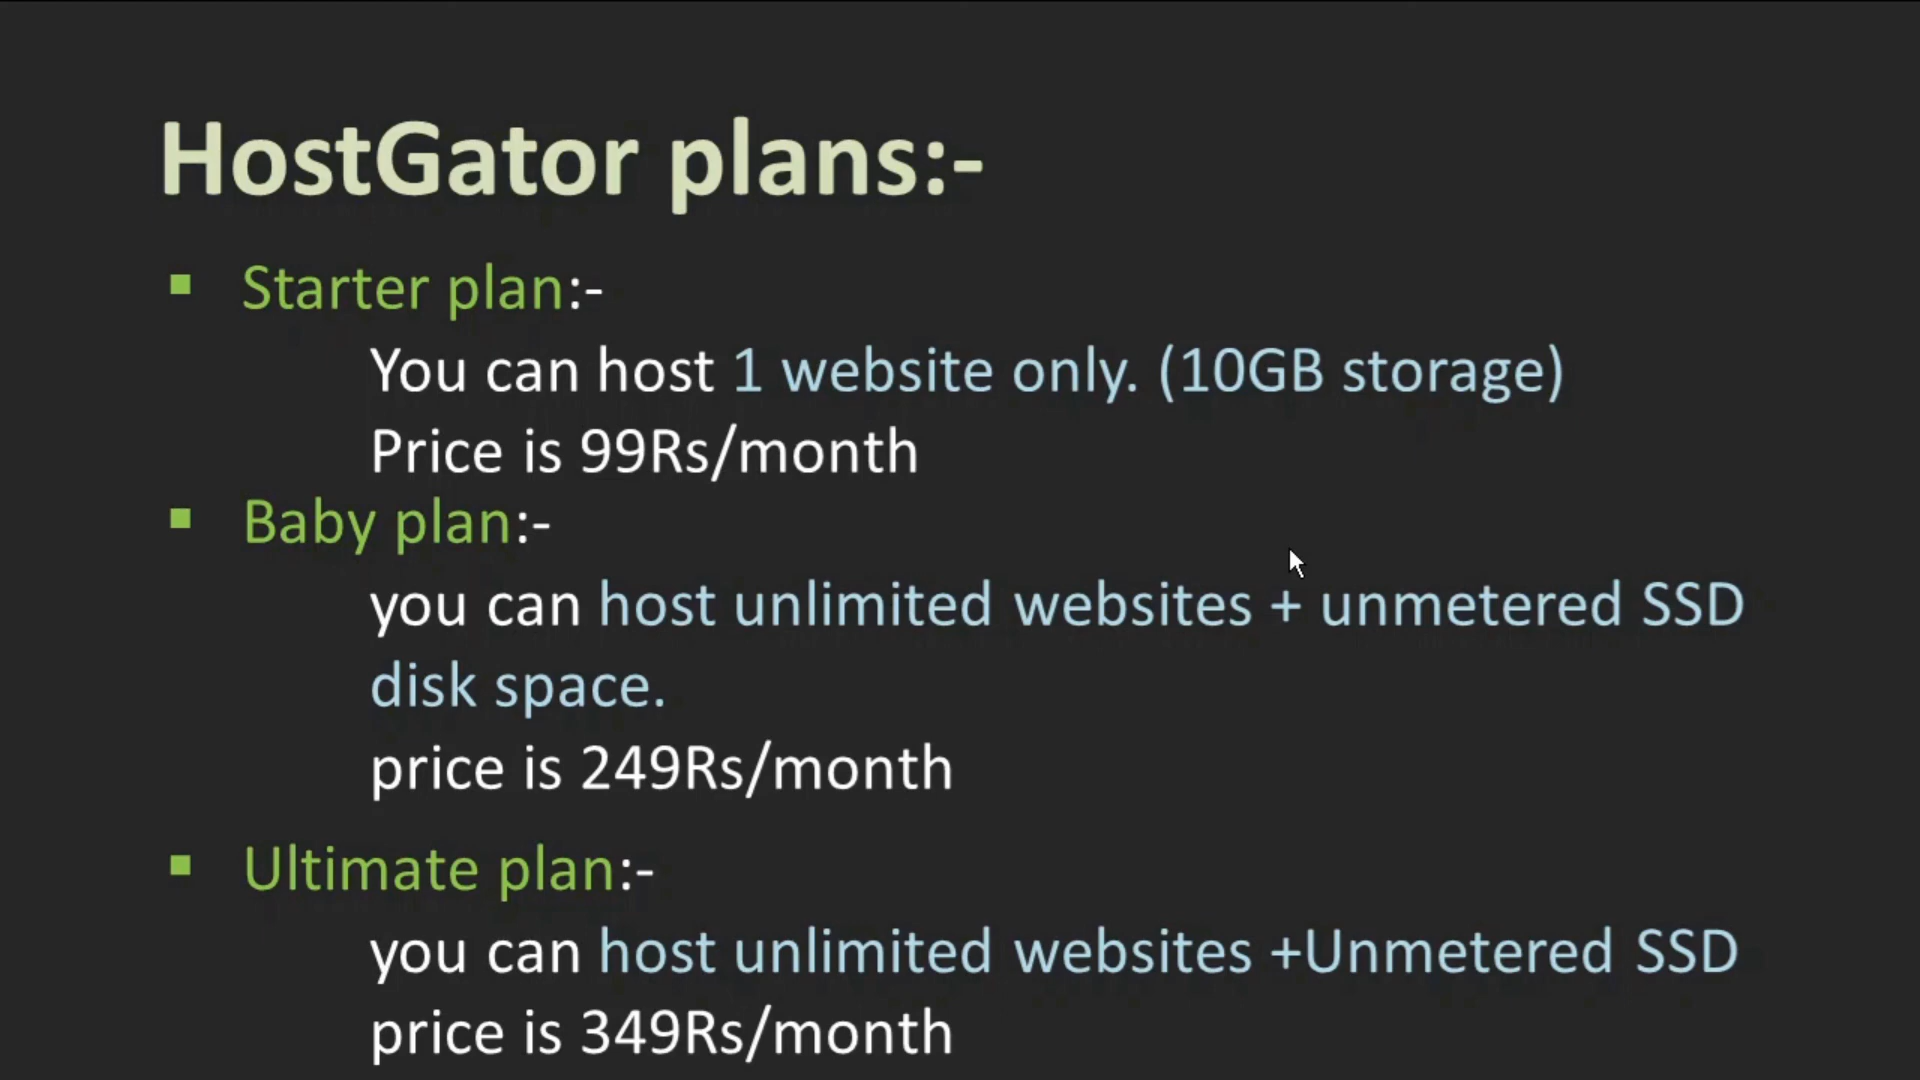 HostGator plans:-
▪ Starter plan:-
You can host 1 website only. (10GB storage)
Price is 99Rs/month
▪ Baby plan:-
you can host unlimited websites + unmetered SSD
disk space.
price is 249Rs/month
▪ Ultimate plan:-
you can host unlimited websites +Unmetered SSD
price is 349Rs/month